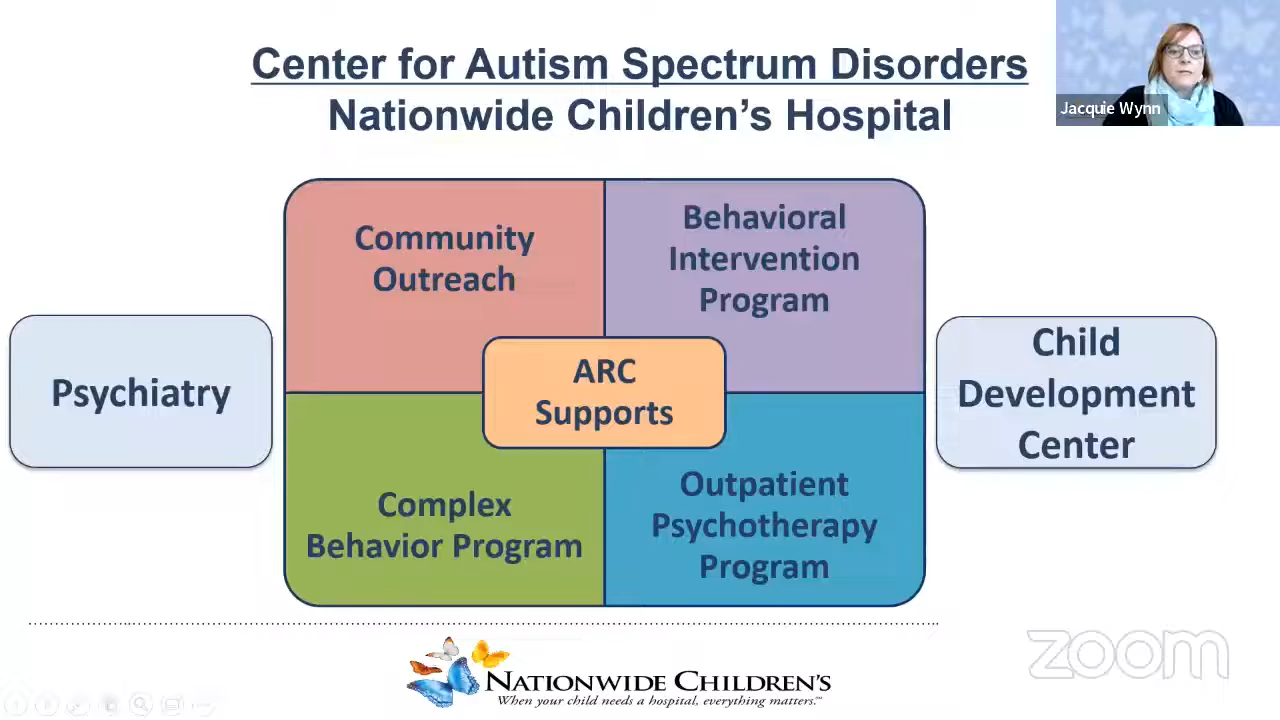 Center for Autism Spectrum Disorders
Nationwide Children's Hospital
Jacquie Wynn
Community
Outreach
Behavioral
Intervention
Program
ARC
Supports
Psychiatry
Child
Development
Center
Complex
Behavior Program
Outpatient
Psychotherapy
Program
NATIONWIDE CHILDREN'S
When your child needs a hospital, everything matters.℠
zoom